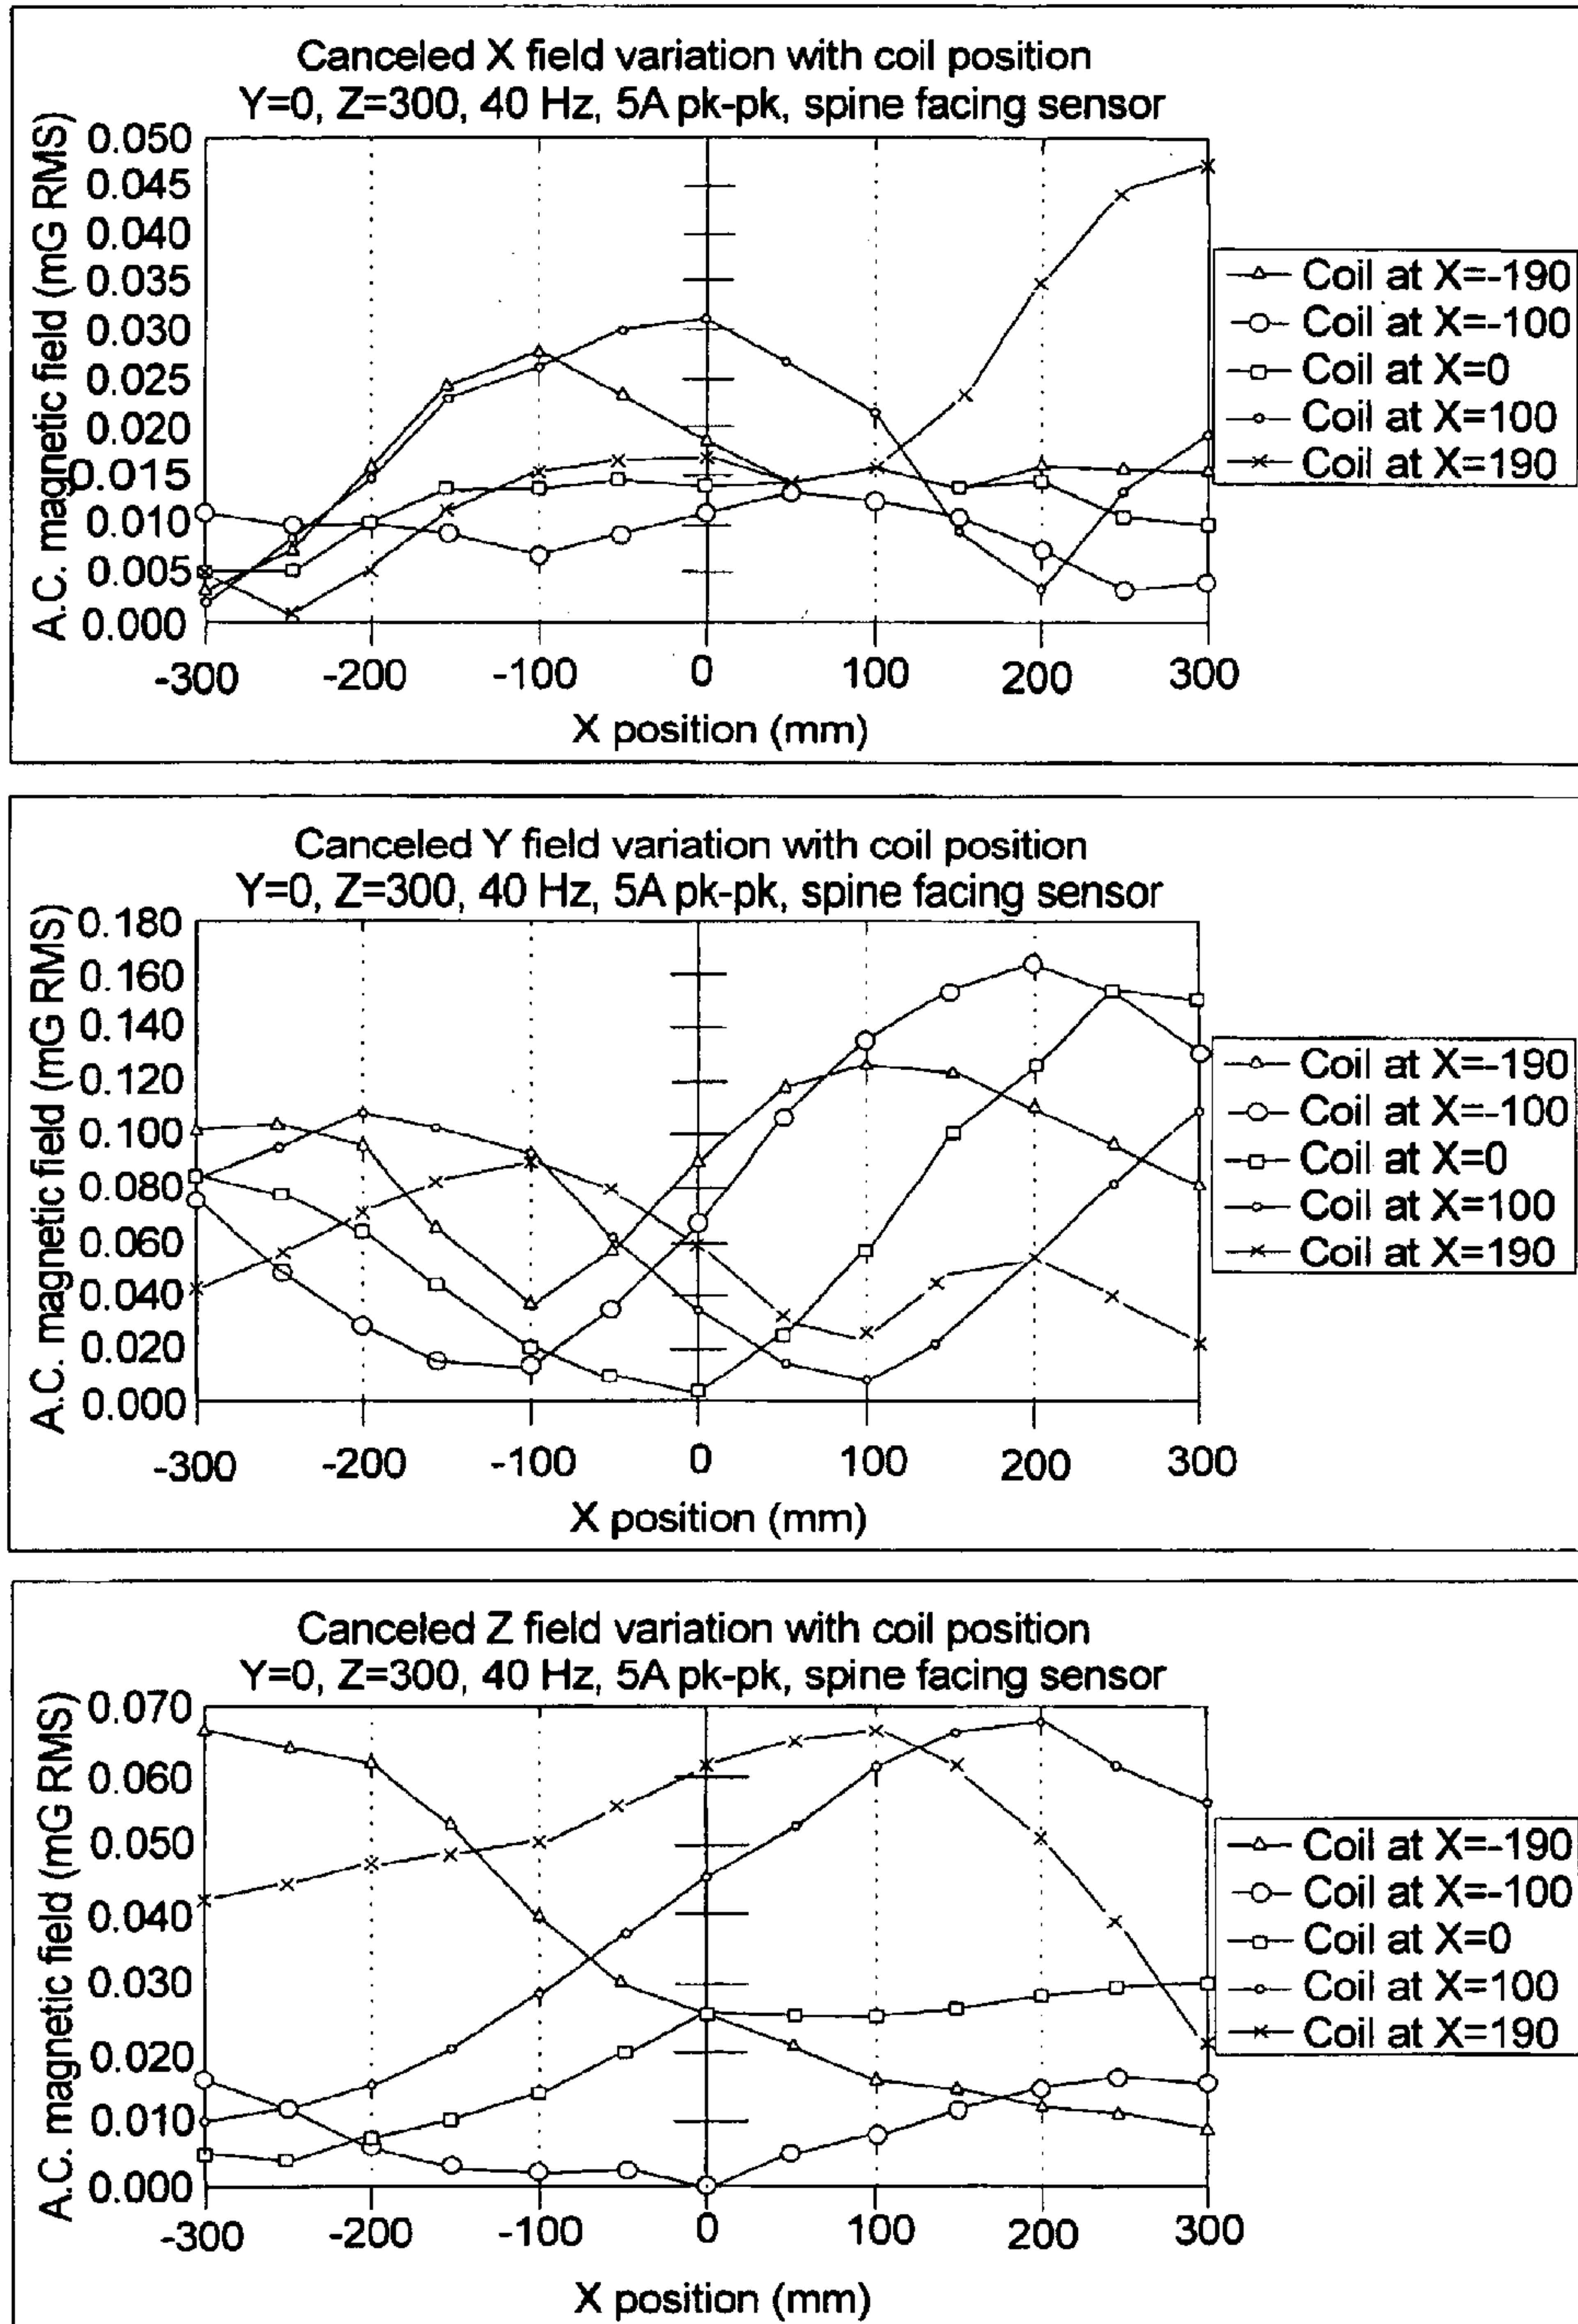 Canceled X field variation with coil position
Y=0, Z=300, 40 Hz, 5A pk-pk, spine facing sensor
A.C. magnetic field (mG RMS)
0.050
0.045
0.040
0.035
0.030
0.025
0.020
0.015
0.010
0.005
0.000
-300 -200 -100 0 100 200 300
X position (mm)
Coil at X=-190
Coil at X=-100
Coil at X=0
Coil at X=100
Coil at X=190
Canceled Y field variation with coil position
Y=0, Z=300, 40 Hz, 5A pk-pk, spine facing sensor
A.C. magnetic field (mG RMS)
0.180
0.160
0.140
0.120
0.100
0.080
0.060
0.040
0.020
0.000
-300 -200 -100 0 100 200 300
X position (mm)
Coil at X=-190
Coil at X=-100
Coil at X=0
Coil at X=100
Coil at X=190
Canceled Z field variation with coil position
Y=0, Z=300, 40 Hz, 5A pk-pk, spine facing sensor
A.C. magnetic field (mG RMS)
0.070
0.060
0.050
0.040
0.030
0.020
0.010
0.000
-300 -200 -100 0 100 200 300
X position (mm)
Coil at X=-190
Coil at X=-100
Coil at X=0
Coil at X=100
Coil at X=190